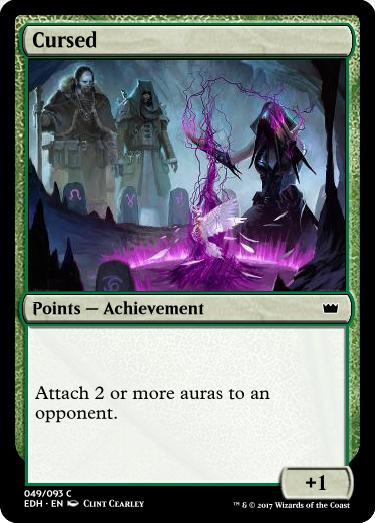 Cursed
Points — Achievement
Attach 2 or more auras to an
opponent.
+1
049/093 C
EDH • EN Clint Cearley
™ & © 2017 Wizards of the Coast